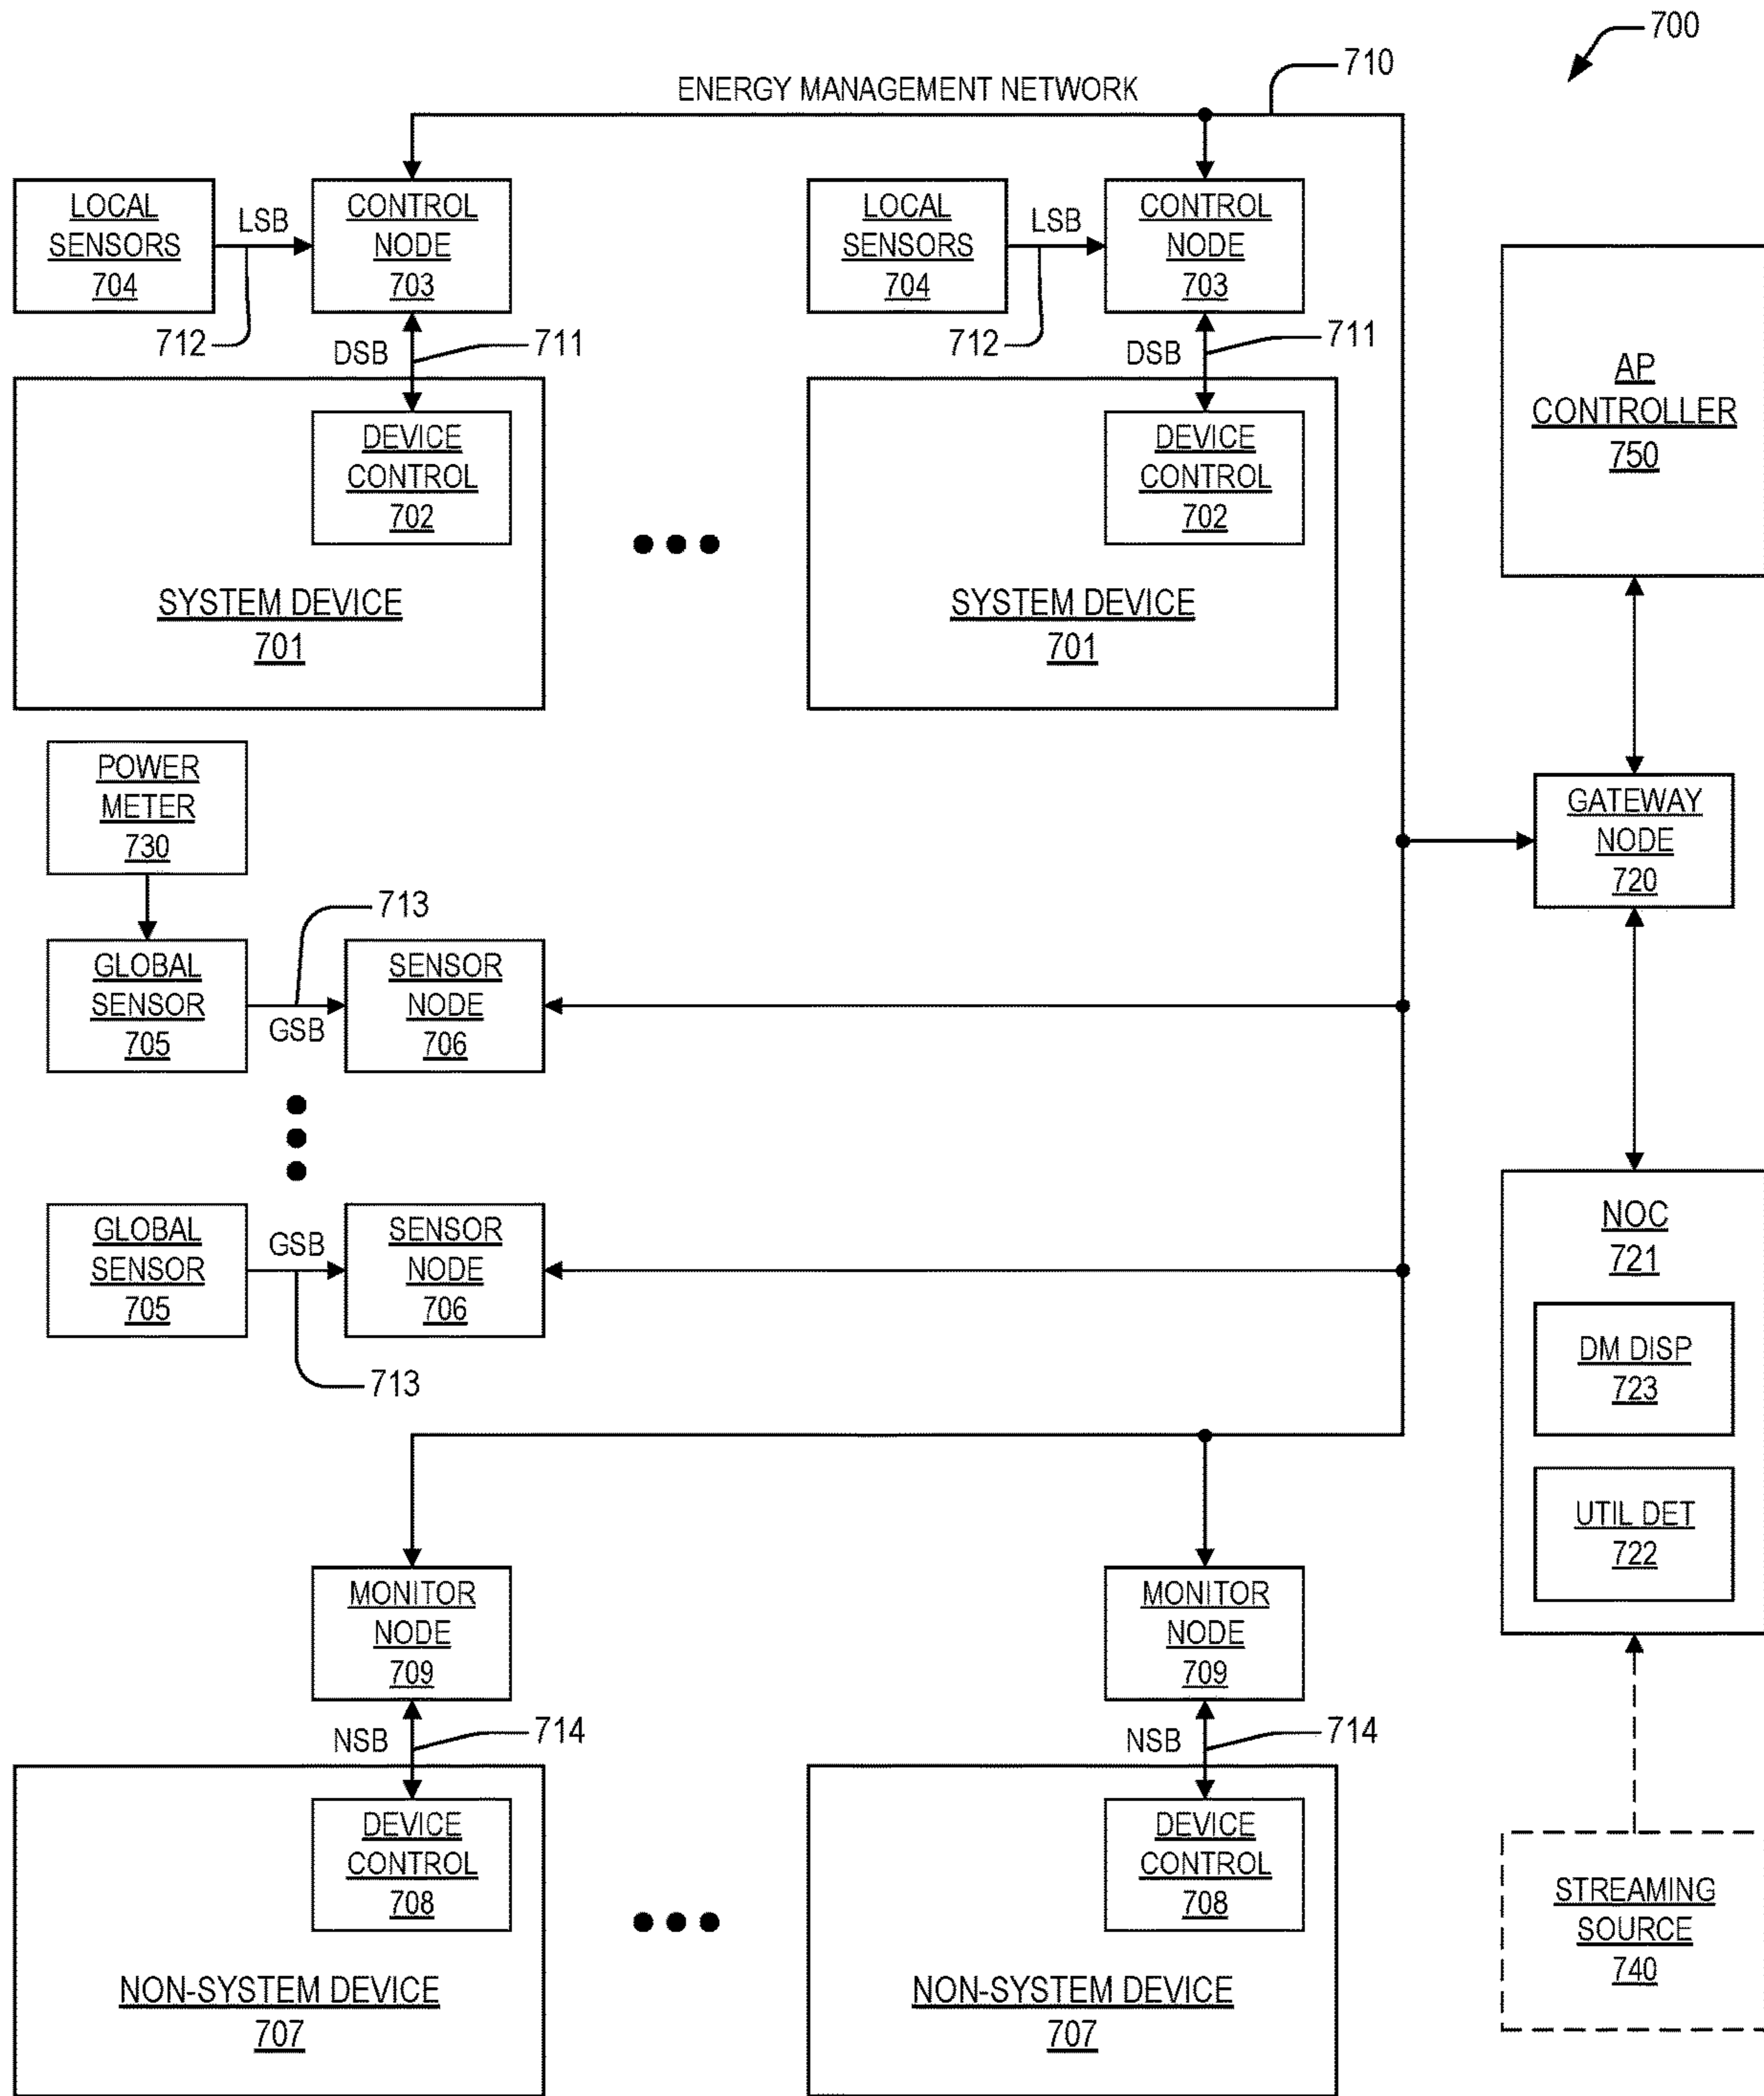 700
710
ENERGY MANAGEMENT NETWORK
LOCAL
SENSORS
704
LSB
712
CONTROL
NODE
703
DSB
711
DEVICE
CONTROL
702
SYSTEM DEVICE
701
LOCAL
SENSORS
704
LSB
712
CONTROL
NODE
703
DSB
711
DEVICE
CONTROL
702
SYSTEM DEVICE
701
AP
CONTROLLER
750
POWER
METER
730
GATEWAY
NODE
720
713
GLOBAL
SENSOR
705
GSB
SENSOR
NODE
706
GLOBAL
SENSOR
705
GSB
713
SENSOR
NODE
706
NOC
721
DM DISP
723
UTIL DET
722
MONITOR
NODE
709
NSB
714
DEVICE
CONTROL
708
NON-SYSTEM DEVICE
707
MONITOR
NODE
709
NSB
714
DEVICE
CONTROL
708
NON-SYSTEM DEVICE
707
STREAMING
SOURCE
740